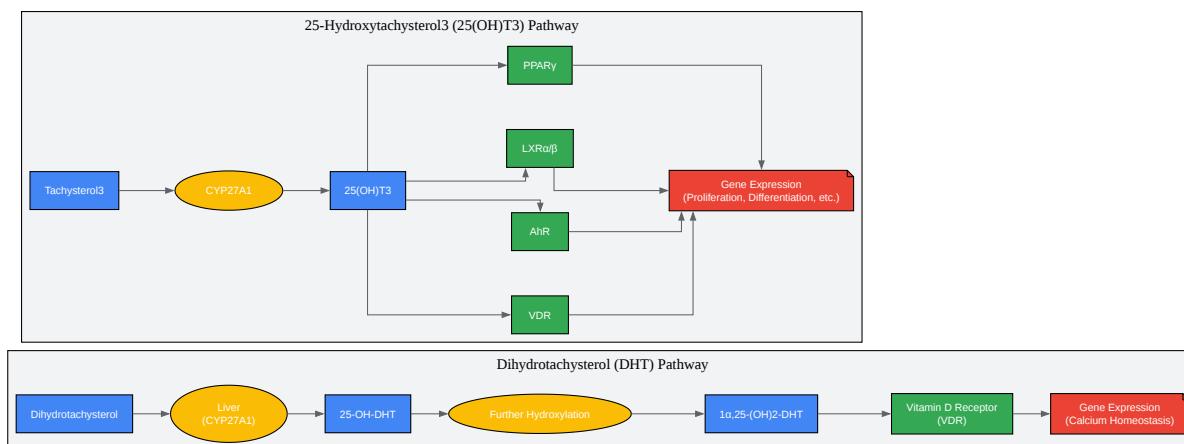 25-Hydroxytachysterol3 (25(OH)T3) Pathway
PPARγ
LXRα/β
Tachysterol3
CYP27A1
25(OH)T3
Gene Expression
(Proliferation, Differentiation, etc.)
AhR
VDR
Dihydrotachysterol (DHT) Pathway
Dihydrotachysterol
Liver
(CYP27A1)
25-OH-DHT
Further Hydroxylation
1α,25-(OH)2-DHT
Vitamin D Receptor
(VDR)
Gene Expression
(Calcium Homeostasis)